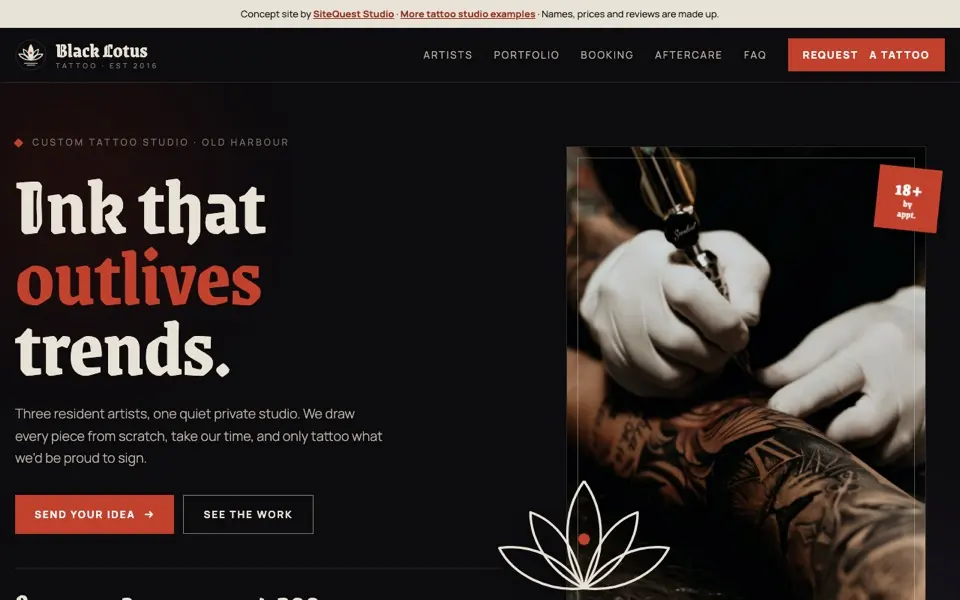 Concept site by SiteQuest Studio · More tattoo studio examples · Names, prices and reviews are made up.
Black Lotus
TATTOO · EST 2016
ARTISTS
PORTFOLIO
BOOKING
AFTERCARE
FAQ
REQUEST A TATTOO
CUSTOM TATTOO STUDIO · OLD HARBOUR
Ink that
outlives
trends.
Three resident artists, one quiet private studio. We draw
every piece from scratch, take our time, and only tattoo what
we'd be proud to sign.
SEND YOUR IDEA →
SEE THE WORK
18+
by
appt.